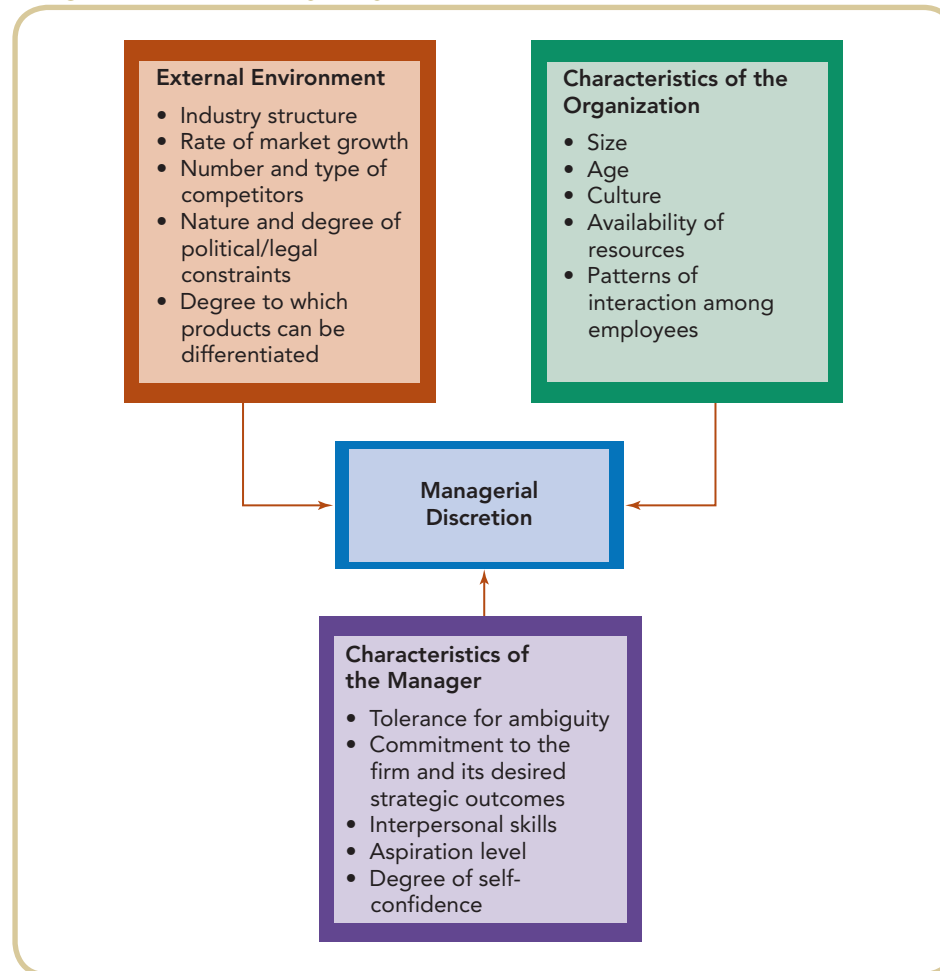 External Environment
• Industry structure
• Rate of market growth
• Number and type of
competitors
• Nature and degree of
political/legal
constraints
• Degree to which
products can be
differentiated
Characteristics of the
Organization
• Size
• Age
• Culture
• Availability of
resources
• Patterns of
interaction among
employees
Managerial
Discretion
Characteristics of
the Manager
• Tolerance for ambiguity
• Commitment to the
firm and its desired
strategic outcomes
• Interpersonal skills
• Aspiration level
• Degree of self-
confidence